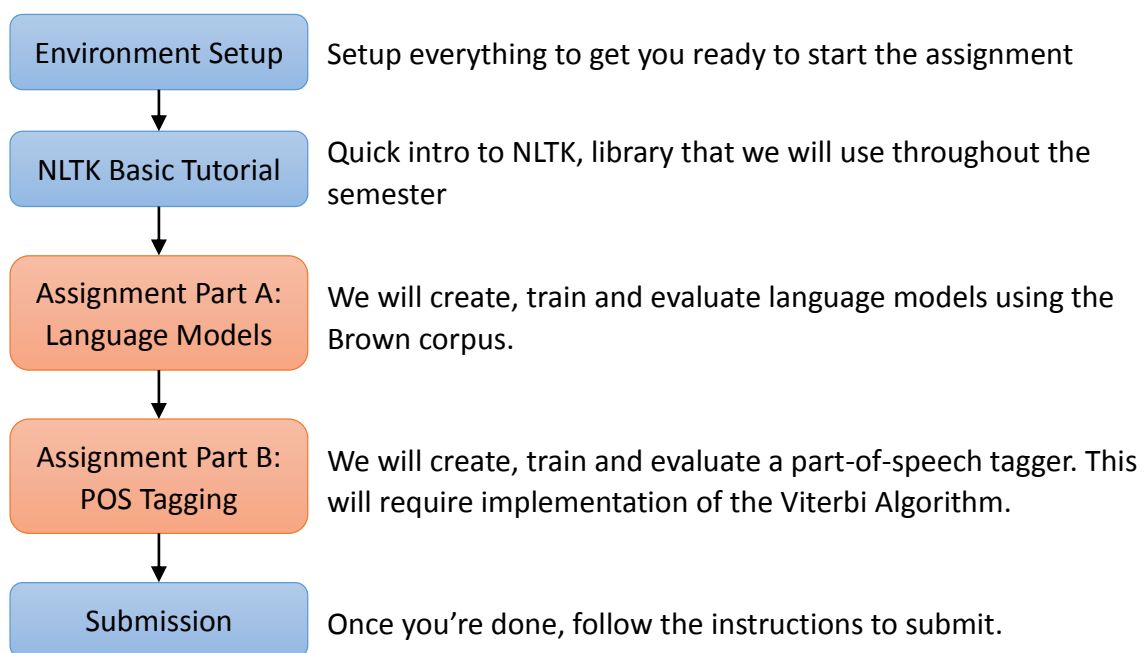 Environment Setup
Setup everything to get you ready to start the assignment
NLTK Basic Tutorial
Quick intro to NLTK, library that we will use throughout the
semester
Assignment Part A:
Language Models
We will create, train and evaluate language models using the
Brown corpus.
Assignment Part B:
POS Tagging
We will create, train and evaluate a part-of-speech tagger. This
will require implementation of the Viterbi Algorithm.
Submission
Once you’re done, follow the instructions to submit.